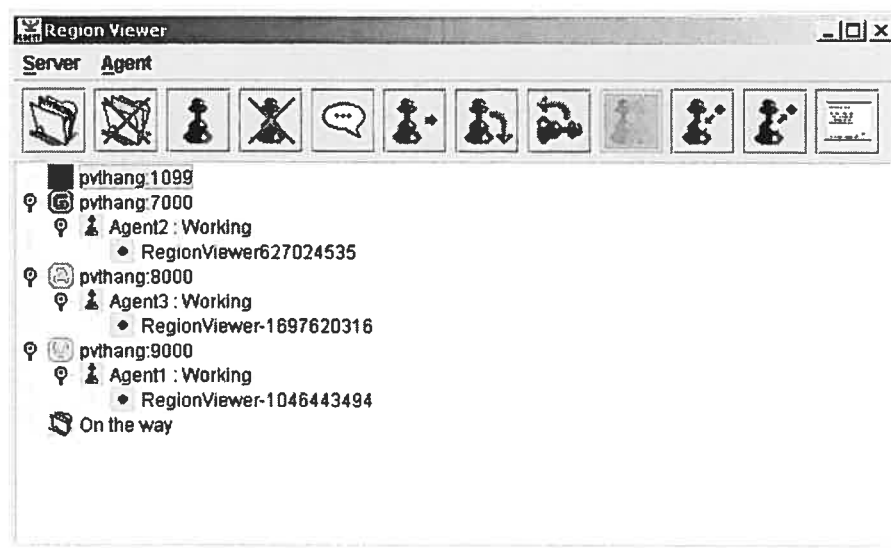 Region Viewer
Server Agent
pvthang:1099
pvthang:7000
Agent2 : Working
RegionViewer627024535
pvthang:8000
Agent3 : Working
RegionViewer-1697620316
pvthang:9000
Agent1 : Working
RegionViewer-1046443494
On the way